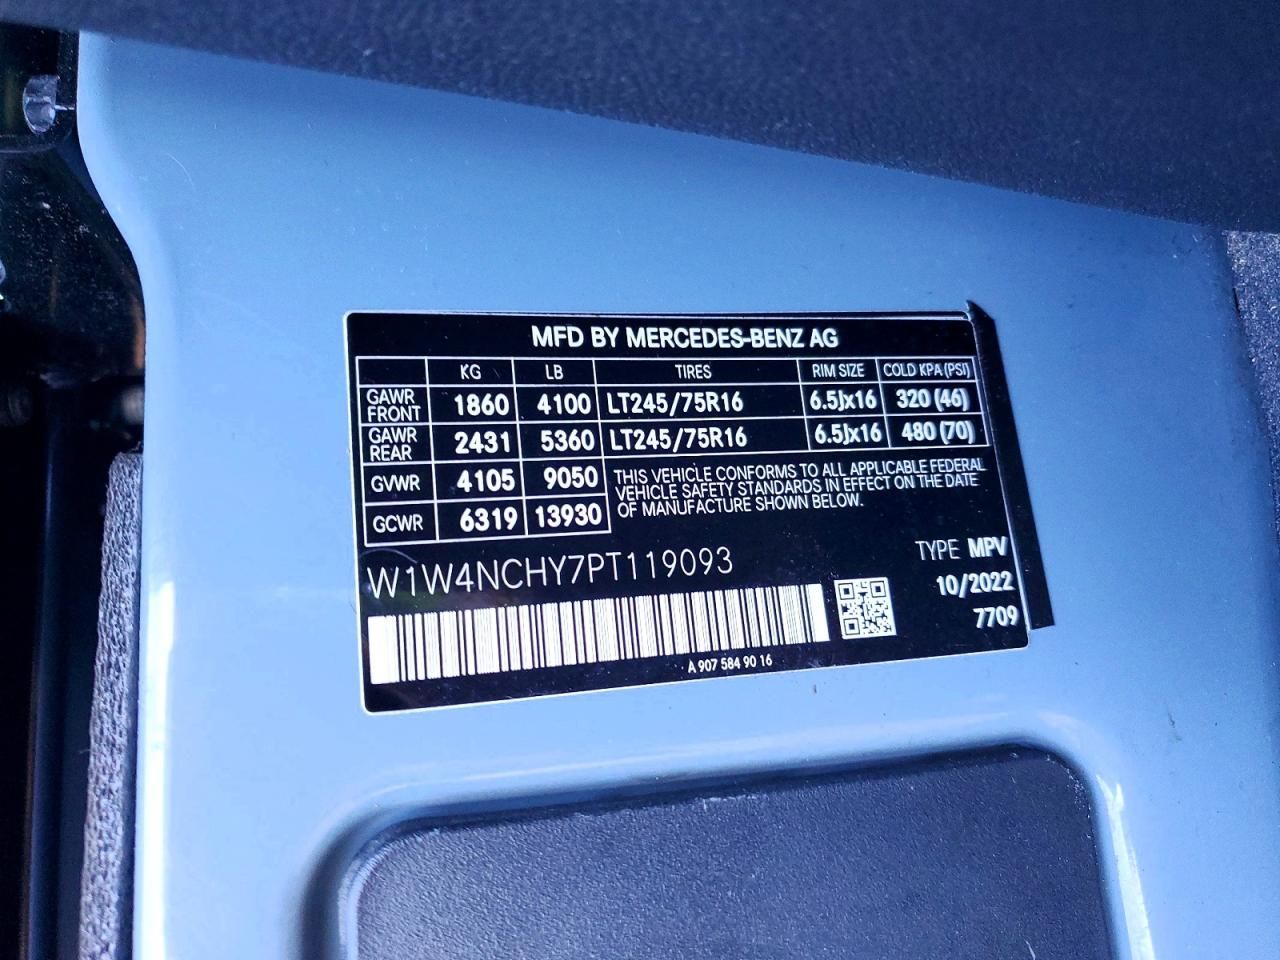 MFD BY MERCEDES-BENZ AG
KG LB TIRES RIM SIZE COLD KPA (PSI)
GAWR FRONT 1860 4100 LT245/75R16 6.5Jx16 320 (46)
GAWR REAR 2431 5360 LT245/75R16 6.5Jx16 480 (70)
GVWR 4105 9050
GCWR 6319 13930
THIS VEHICLE CONFORMS TO ALL APPLICABLE FEDERAL
VEHICLE SAFETY STANDARDS IN EFFECT ON THE DATE
OF MANUFACTURE SHOWN BELOW.
W1W4NCHY7PT119093
TYPE MPV
10/2022
7709
A 907 584 90 16